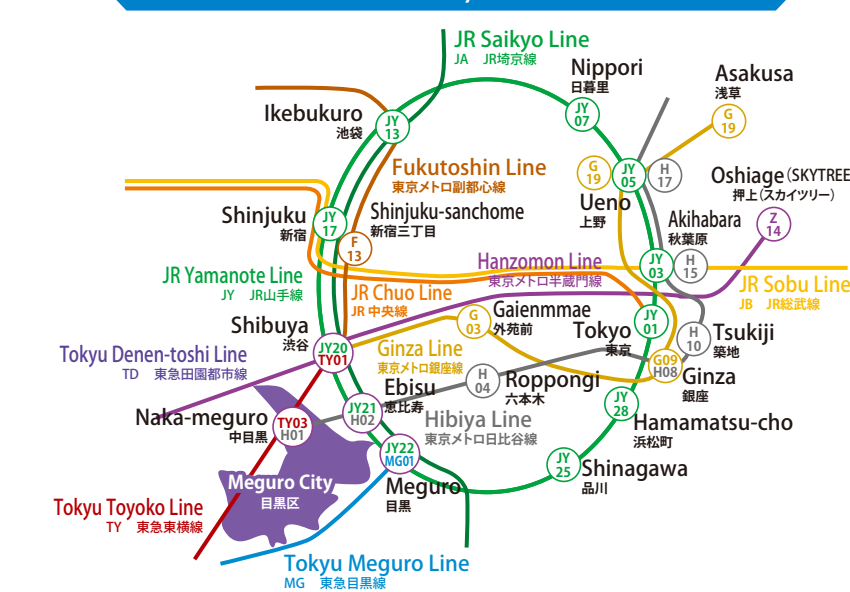 JR Saikyo Line
JA JR埼京線
Nippori
日暮里
JY
07
Asakusa
浅草
G
19
Ikebukuro
池袋
JY
13
Fukutoshin Line
東京メトロ副都心線
G
19
JY
05
H
17
Ueno
上野
Oshiage (SKYTREE
押上(スカイツリー)
Z
14
Shinjuku
新宿
JY
17
Shinjuku-sanchome
新宿三丁目
F
13
Akihabara
秋葉原
JY
03
H
15
JR Yamanote Line
JY JR山手線
JR Chuo Line
JR 中央線
Hanzomon Line
東京メトロ半蔵門線
JR Sobu Line
JB JR総武線
Shibuya
渋谷
JY20
TY01
G
03
Gaienmmae
外苑前
Tokyo
東京
JY
01
H
10
Tsukiji
築地
Tokyu Denen-toshi Line
TD 東急田園都市線
Ginza Line
東京メトロ銀座線
H
04
Roppongi
六本木
G09
H08
Ginza
銀座
Naka-meguro
中目黒
TY03
H01
Ebisu
恵比寿
JY21
H02
Hibiya Line
東京メトロ日比谷線
JY
28
Hamamatsu-cho
浜松町
JY22
MG01
Meguro
目黒
JY
25
Shinagawa
品川
Meguro City
目黒区
Tokyu Toyoko Line
TY 東急東横線
Tokyu Meguro Line
MG 東急目黒線